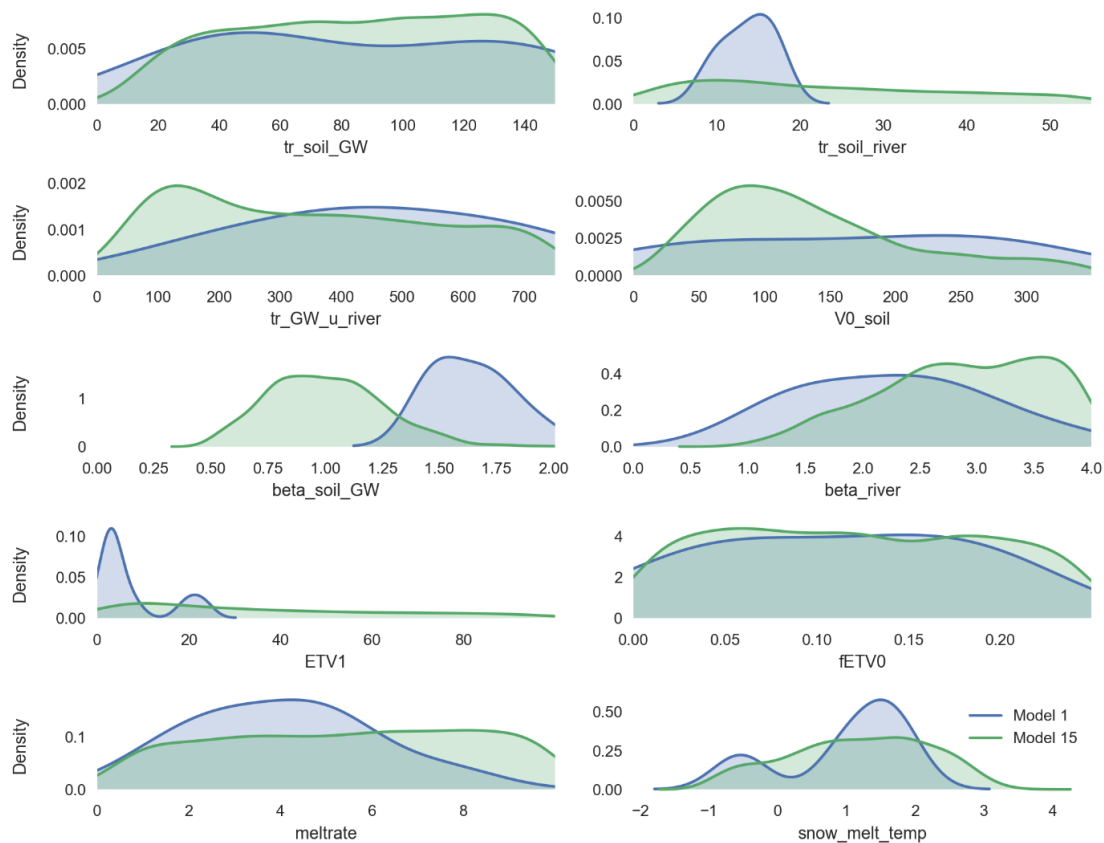 Density
0.005
0.000
0 20 40 60 80 100 120 140
tr_soil_GW
0.10
0.05
0.00
0 10 20 30 40 50
tr_soil_river
Density
0.002
0.001
0.000
0 100 200 300 400 500 600 700
tr_GW_u_river
0.0050
0.0025
0.0000
0 50 100 150 200 250 300
V0_soil
Density
1
0
0.00 0.25 0.50 0.75 1.00 1.25 1.50 1.75 2.00
beta_soil_GW
0.4
0.2
0.0
0.0 0.5 1.0 1.5 2.0 2.5 3.0 3.5 4.0
beta_river
Density
0.10
0.05
0.00
0 20 40 60 80
ETV1
4
2
0
0.00 0.05 0.10 0.15 0.20
fETV0
Density
0.1
0.0
0 2 4 6 8
meltrate
0.50
0.25
0.00
Model 1
Model 15
−2 −1 0 1 2 3 4
snow_melt_temp